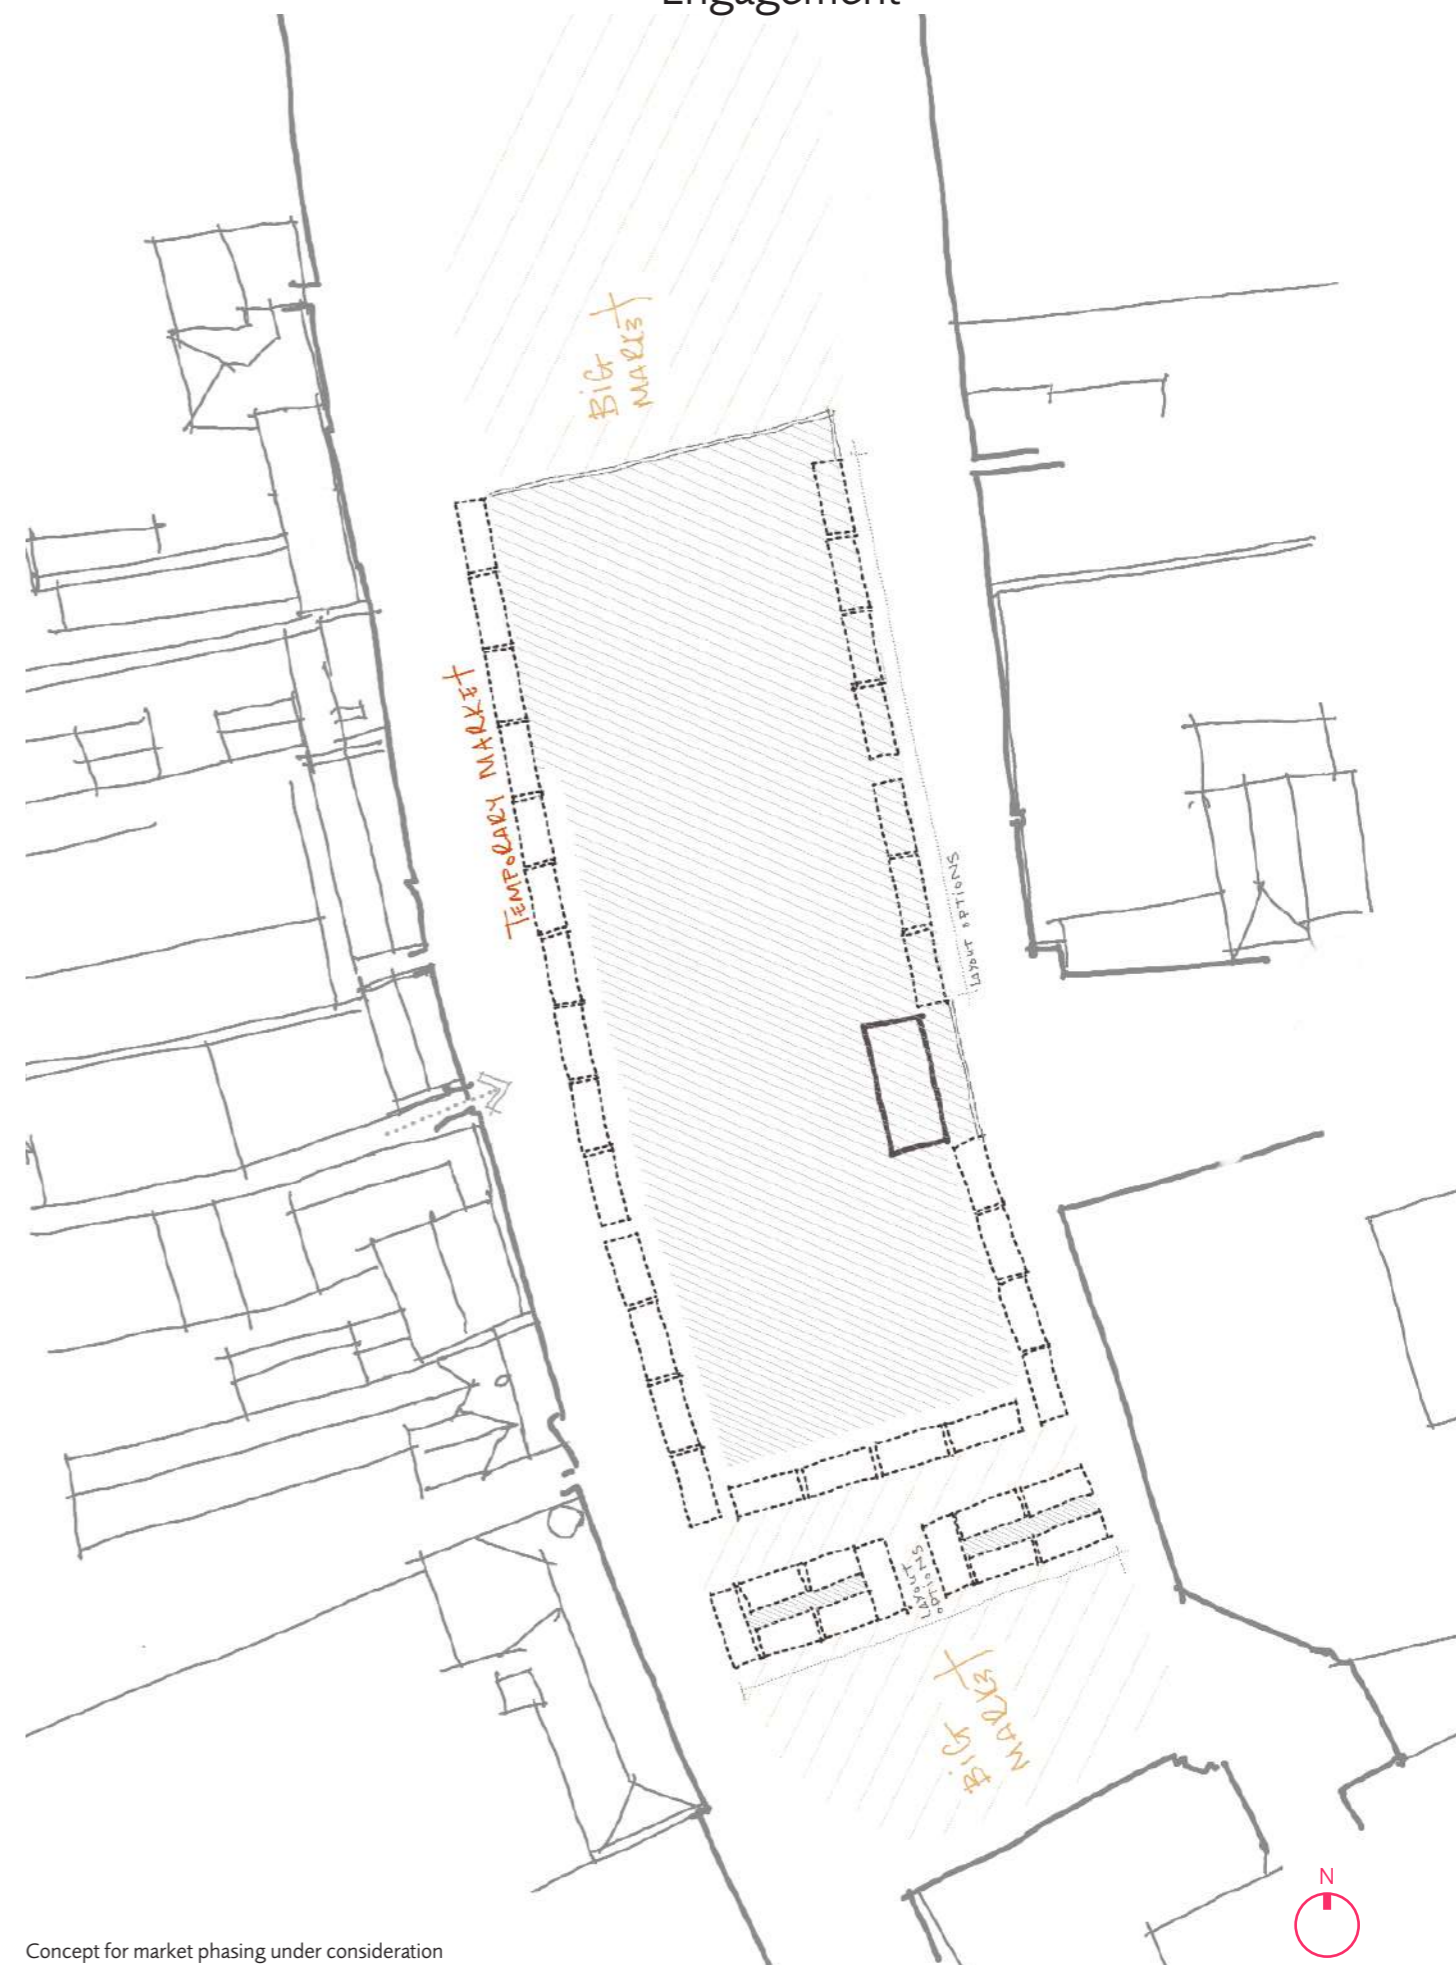 Engagement
BiG
MARKET
TEMPORARY MARKET
LAYOUT OPTIONS
LAYOUT
OPTIONS
BiG
MARKET
N
Concept for market phasing under consideration